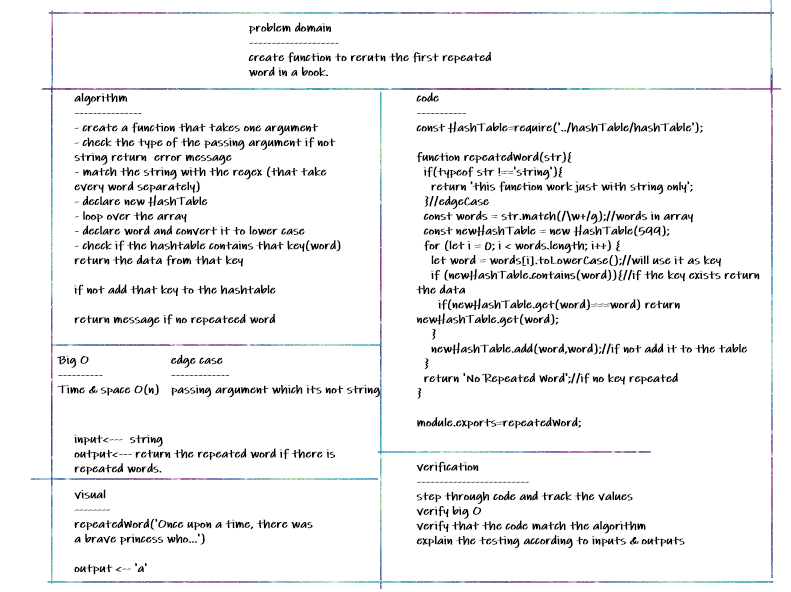 problem domain
--------------------
create function to rerutn the first repeated
word in a book.
algorithm
---------------
- create a function that takes one argument
- check the type of the passing argument if not
string return  error message
- match the string with the regex (that take
every word separately)
- declare new HashTable
- loop over the array
- declare word and convert it to lower case
- check if the hashtable contains that key(word)
return the data from that key
if not add that key to the hashtable
return message if no repeateed word
Big O
----------
Time & space O(n)
edge case
-------------
passing argument which its not string
input<---  string
output<--- return the repeated word if there is
repeated words.
visual
--------
repeatedWord('Once upon a time, there was
a brave princess who...')
output <-- 'a'
code
-----------
const HashTable=require('../hashTable/hashTable');
function repeatedWord(str){
if(typeof str !=='string'){
return 'this function work just with string only';
}//edgeCase
const words = str.match(/\w+/g);//words in array
const newHashTable = new HashTable(599);
for (let i = 0; i < words.length; i++) {
let word = words[i].toLowerCase();//will use it as key
if (newHashTable.contains(word)){//if the key exists return
the data
if(newHashTable.get(word)===word) return
newHashTable.get(word);
}
newHashTable.add(word,word);//if not add it to the table
}
return 'No Repeated Word';//if no key repeated
}
module.exports=repeatedWord;
verification
-------------------------
step through code and track the values
verify big O
verify that the code match the algorithm
explain the testing according to inputs & outputs